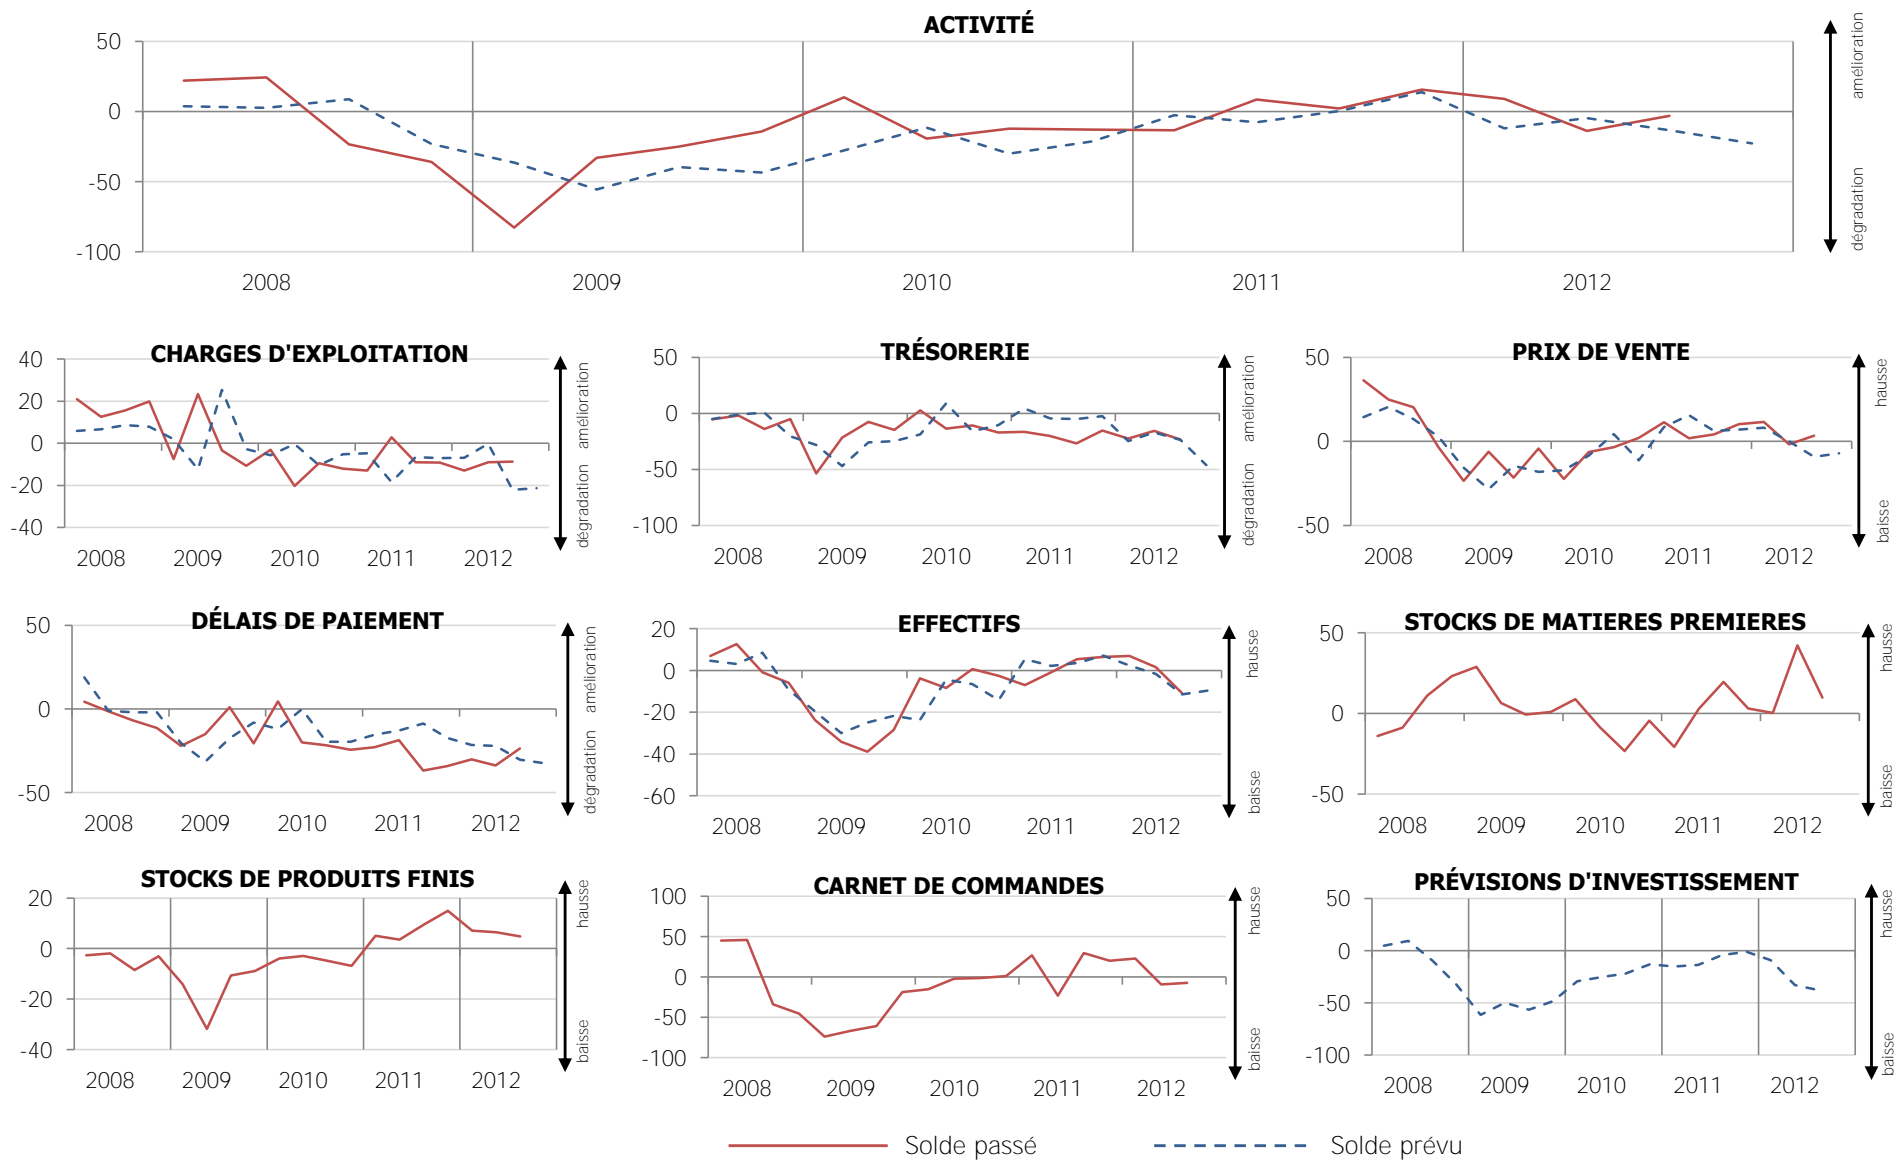 ACTIVITÉ
50
0
-50
-100
2008 2009 2010 2011 2012
amélioration
dégradation
CHARGES D'EXPLOITATION
40
20
0
-20
-40
2008 2009 2010 2011 2012
amélioration
dégradation
TRÉSORERIE
50
0
-50
-100
2008 2009 2010 2011 2012
amélioration
dégradation
PRIX DE VENTE
50
0
-50
2008 2009 2010 2011 2012
hausse
baisse
DÉLAIS DE PAIEMENT
50
0
-50
2008 2009 2010 2011 2012
amélioration
dégradation
EFFECTIFS
20
0
-20
-40
-60
2008 2009 2010 2011 2012
hausse
baisse
STOCKS DE MATIERES PREMIERES
50
0
-50
2008 2009 2010 2011 2012
hausse
baisse
STOCKS DE PRODUITS FINIS
20
0
-20
-40
2008 2009 2010 2011 2012
hausse
baisse
CARNET DE COMMANDES
100
50
0
-50
-100
2008 2009 2010 2011 2012
hausse
baisse
PRÉVISIONS D'INVESTISSEMENT
50
0
-50
-100
2008 2009 2010 2011 2012
hausse
baisse
Solde passé
Solde prévu